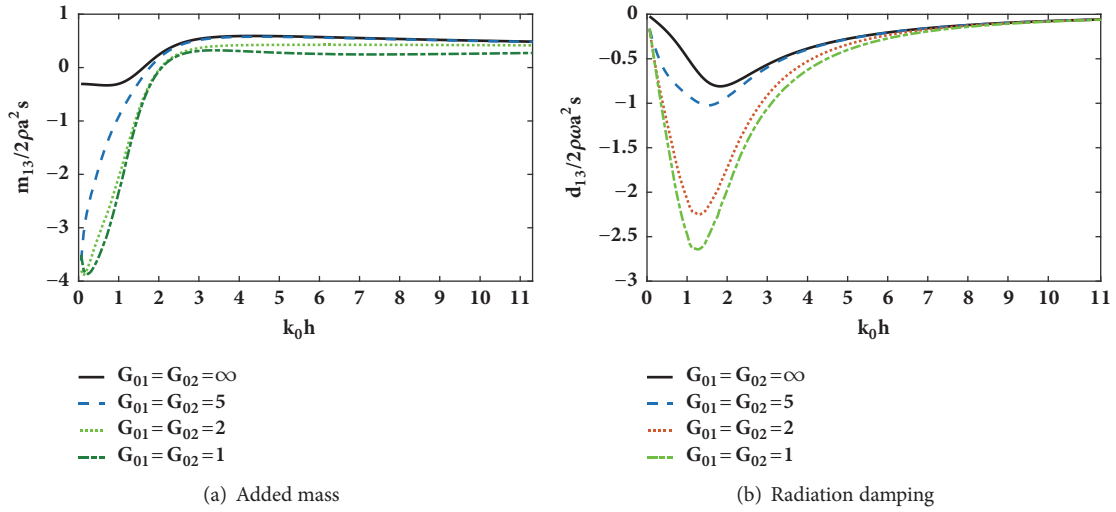 1
0
−1
−2
−3
−4
m₁₃/2ρa²s
0 1 2 3 4 5 6 7 8 9 10 11
k₀h
G₀₁=G₀₂=∞
G₀₁=G₀₂=5
G₀₁=G₀₂=2
G₀₁=G₀₂=1
(a) Added mass
0
−0.5
−1
−1.5
−2
−2.5
−3
d₁₃/2ρωa²s
0 1 2 3 4 5 6 7 8 9 10 11
k₀h
G₀₁=G₀₂=∞
G₀₁=G₀₂=5
G₀₁=G₀₂=2
G₀₁=G₀₂=1
(b) Radiation damping